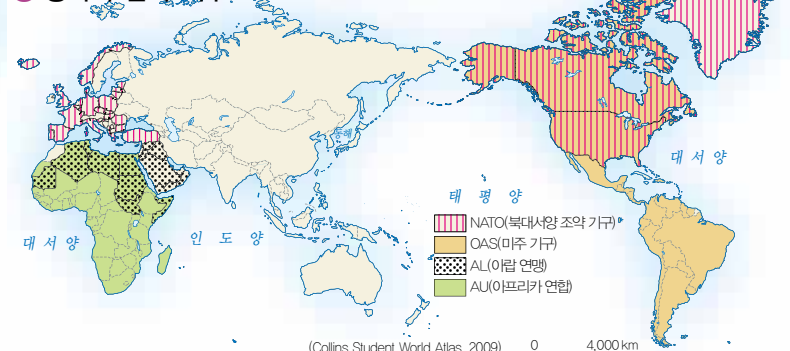 동해
대서양
태평양
대서양
인도양
NATO(북대서양 조약 기구)
OAS(미주 기구)
AL(아랍 연맹)
AU(아프리카 연합)
(Collins Student World Atlas, 2009)
0 4,000 km